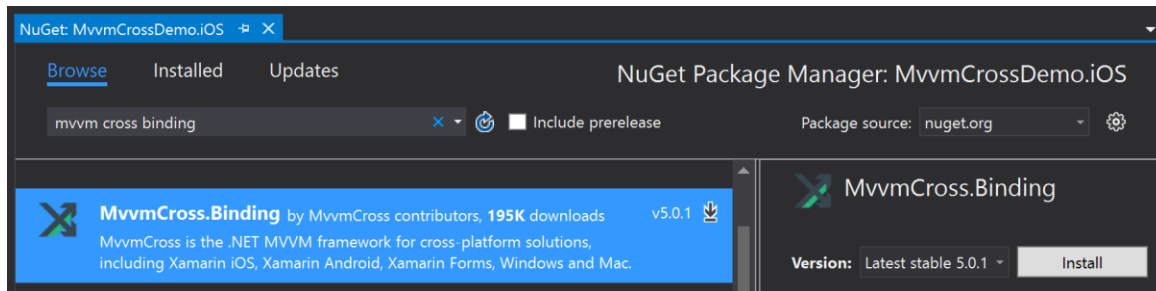 NuGet: MvvmCrossDemo.iOS
Browse Installed Updates
NuGet Package Manager: MvvmCrossDemo.iOS
mvvm cross binding
Include prerelease
Package source: nuget.org
MvvmCross.Binding by MvvmCross contributors, 195K downloads v5.0.1
MvvmCross is the .NET MVVM framework for cross-platform solutions,
including Xamarin iOS, Xamarin Android, Xamarin Forms, Windows and Mac.
MvvmCross.Binding
Version: Latest stable 5.0.1 Install